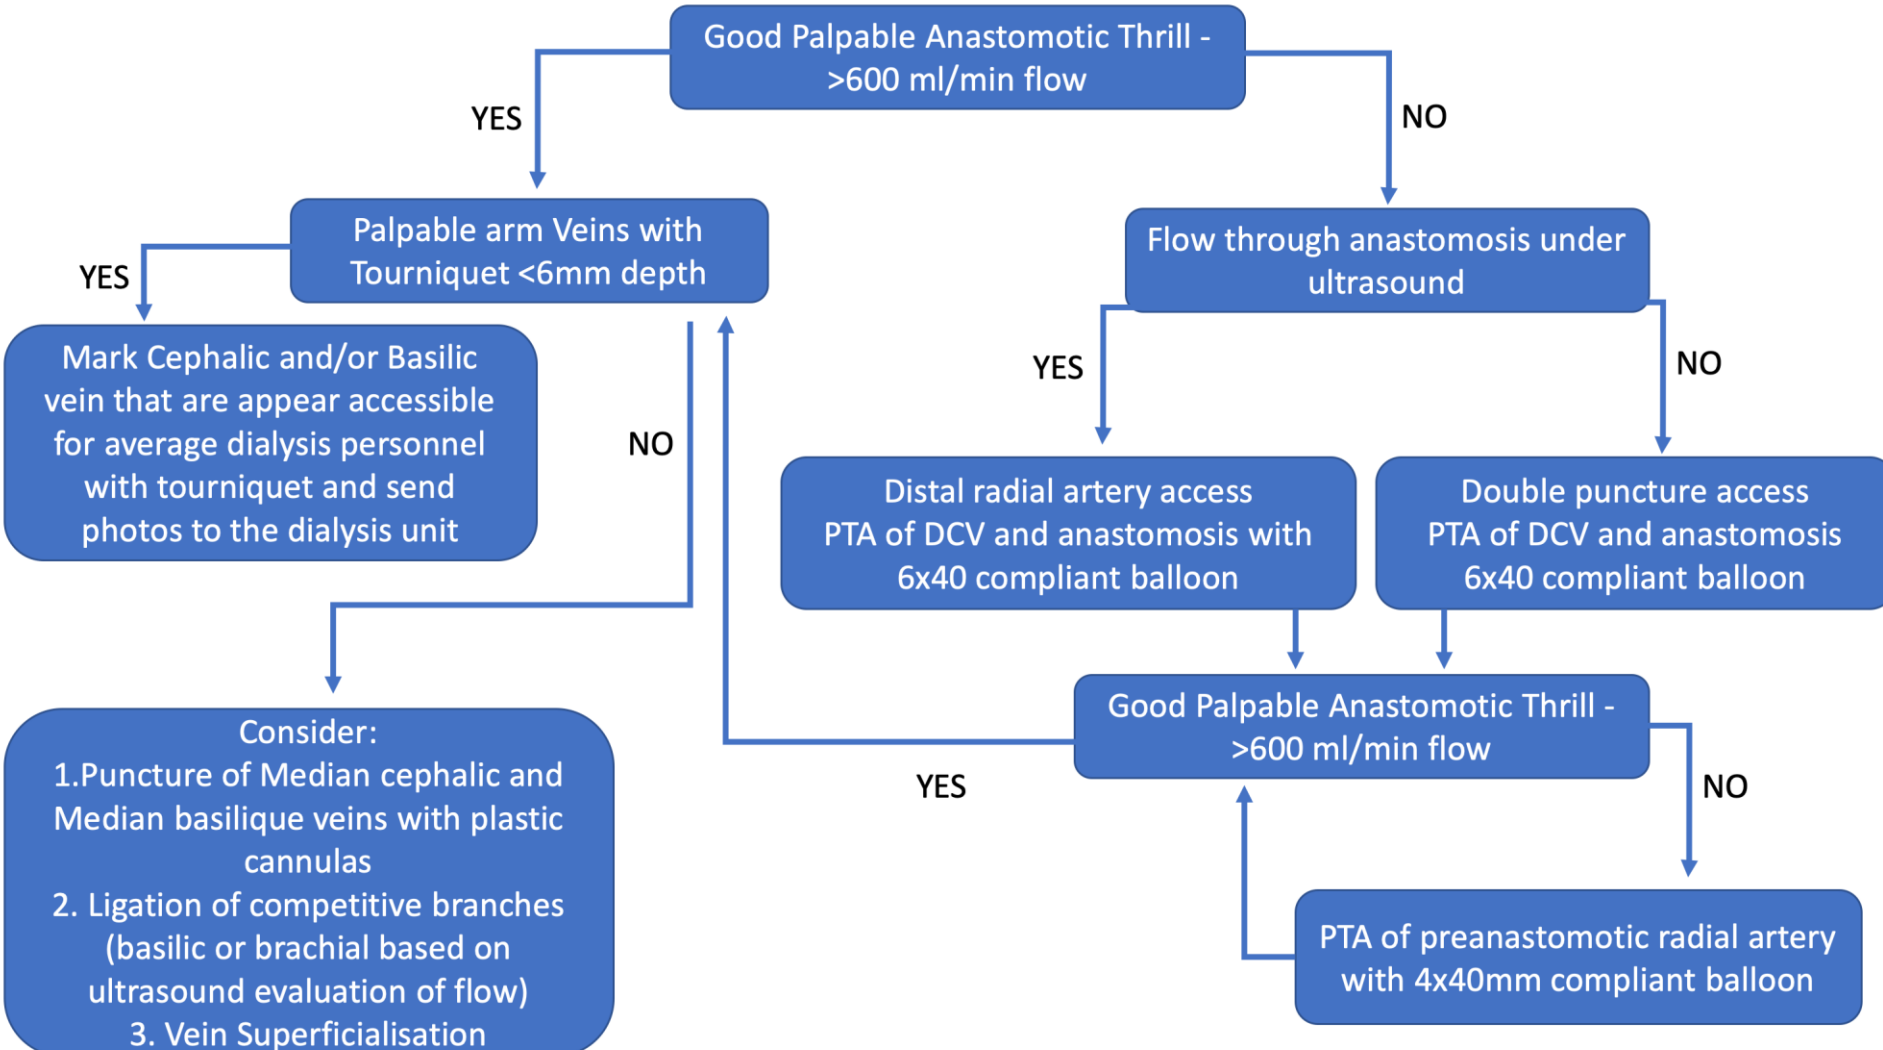 Good Palpable Anastomotic Thrill -
>600 ml/min flow
YES
NO
Palpable arm Veins with
Tourniquet <6mm depth
Flow through anastomosis under
ultrasound
YES
Mark Cephalic and/or Basilic
vein that are appear accessible
for average dialysis personnel
with tourniquet and send
photos to the dialysis unit
NO
YES
NO
Distal radial artery access
PTA of DCV and anastomosis with
6x40 compliant balloon
Double puncture access
PTA of DCV and anastomosis
6x40 compliant balloon
Good Palpable Anastomotic Thrill -
>600 ml/min flow
YES
NO
Consider:
1.Puncture of Median cephalic and
Median basilique veins with plastic
cannulas
2. Ligation of competitive branches
(basilic or brachial based on
ultrasound evaluation of flow)
3. Vein Superficialisation
PTA of preanastomotic radial artery
with 4x40mm compliant balloon